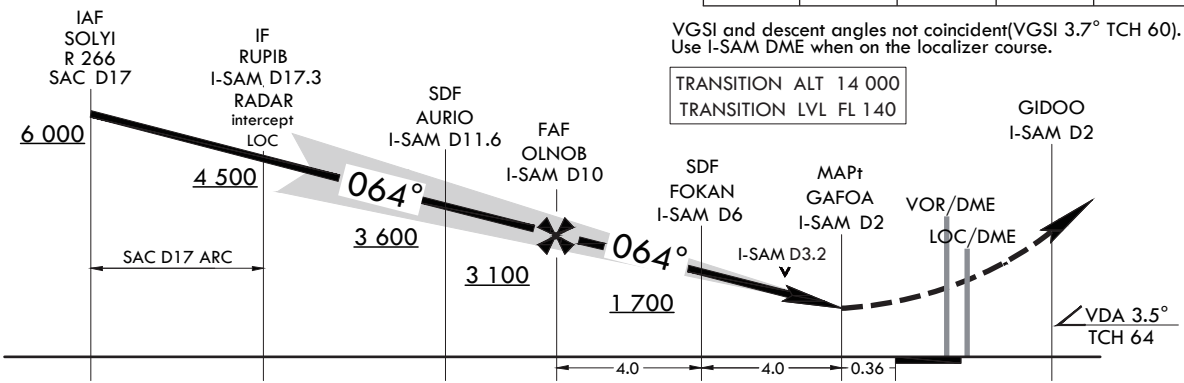 VGSI and descent angles not coincident(VGSI 3.7° TCH 60).
Use I-SAM DME when on the localizer course.
TRANSITION ALT 14 000
TRANSITION LVL FL 140
IAF
SOLYI
R 266
SAC D17
6 000
IF
RUPIB
I-SAM D17.3
RADAR
intercept
LOC
4 500
SAC D17 ARC
064°
SDF
AURIO
I-SAM D11.6
3 600
FAF
OLNOB
I-SAM D10
3 100
064°
SDF
FOKAN
I-SAM D6
1 700
I-SAM D3.2
MAPt
GAFOA
I-SAM D2
VOR/DME
LOC/DME
GIDOO
I-SAM D2
VDA 3.5°
TCH 64
4.0
4.0
0.36